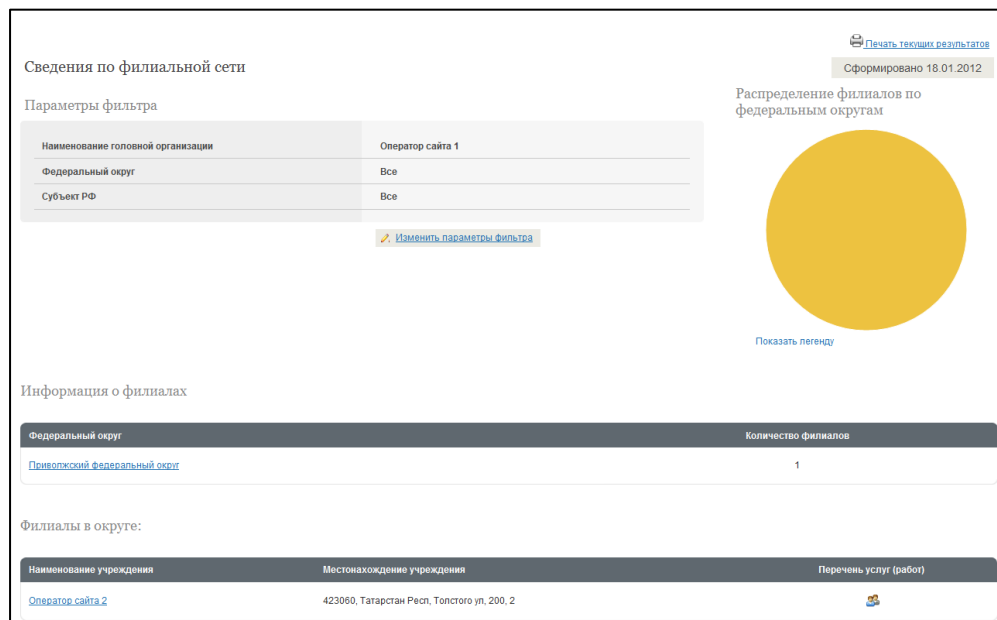 Печать текущих результатов
Сведения по филиальной сети
Сформировано 18.01.2012
Параметры фильтра
Распределение филиалов по
федеральным округам
Наименование головной организации Оператор сайта 1
Федеральный округ Все
Субъект РФ Все
Изменить параметры фильтра
Показать легенду
Информация о филиалах
Федеральный округ Количество филиалов
Приволжский федеральный округ 1
Филиалы в округе:
Наименование учреждения Местонахождение учреждения Перечень услуг (работ)
Оператор сайта 2 423060, Татарстан Респ, Толстого ул, 200, 2